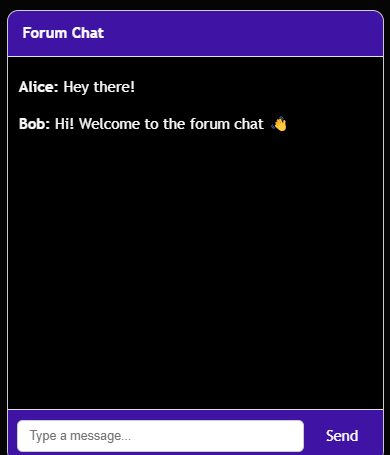 Forum Chat
Alice: Hey there!
Bob: Hi! Welcome to the forum chat 👋
Type a message...
Send